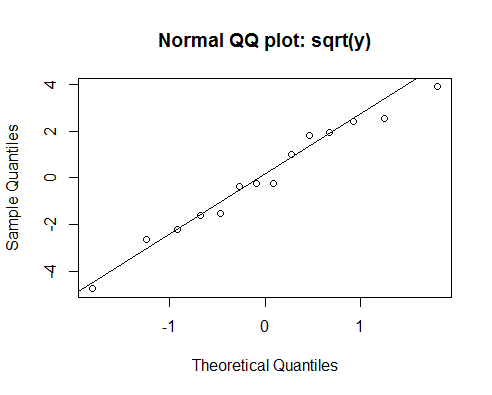 Normal QQ plot: sqrt(y)
Sample Quantiles
4
2
0
-2
-4
-1 0 1
Theoretical Quantiles